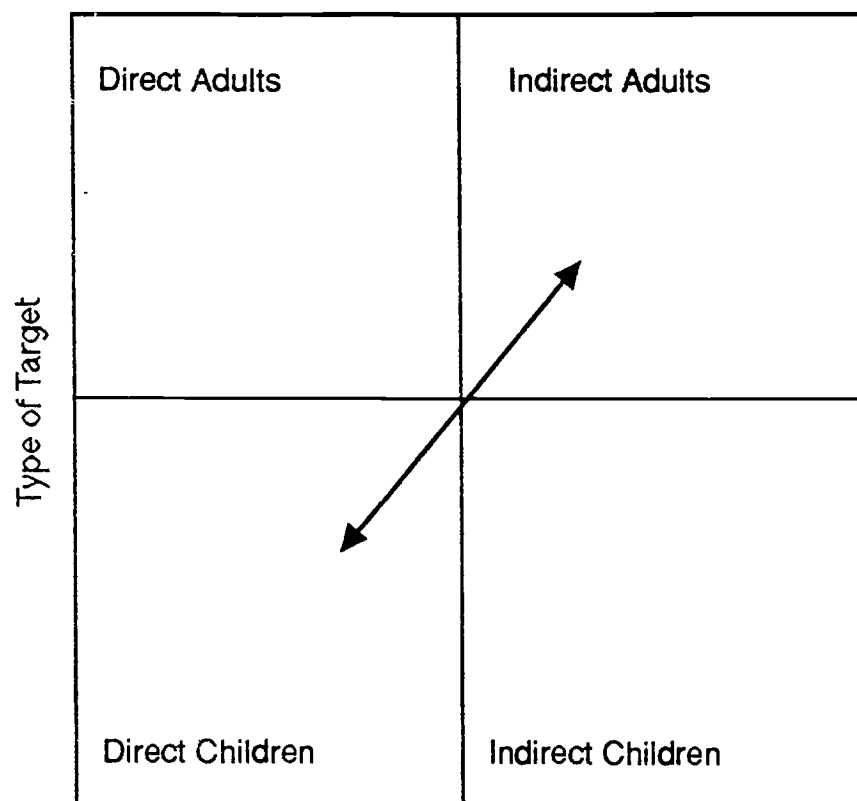 Direct Adults
Indirect Adults
Type of Target
Direct Children
Indirect Children